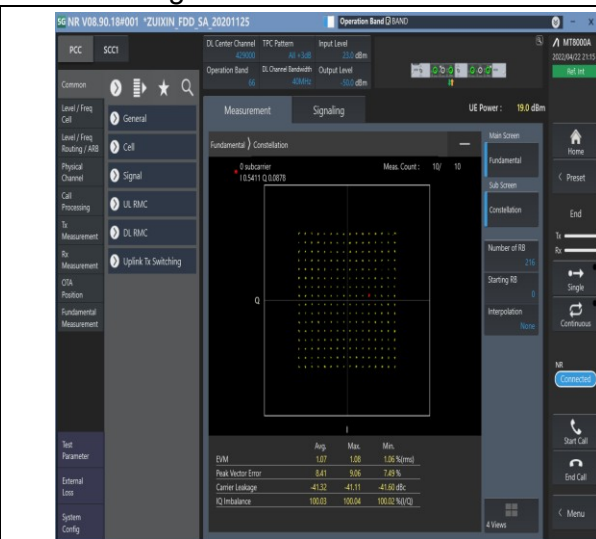 5G NR V08.90.18#001 *ZUIXIN_FDD_SA_20201125
Operation Band BAND
MT8000A
2022/04/22 21:15
Ref. Int
PCC SCC1
DL Center Channel TPC Pattern Input Level
429000 All +3dB 23.0 dBm
Operation Band DL Channel Bandwidth Output Level
66 40MHz -50.0 dBm
Common
Level / Freq
Cell
Level / Freq
Routing / ARB
Physical
Channel
Call
Processing
Tx
Measurement
Rx
Measurement
OTA
Position
Fundamental
Measurement
Test
Parameter
External
Loss
System
Config
General
Cell
Signal
UL RMC
DL RMC
Uplink Tx Switching
Measurement Signaling UE Power : 19.0 dBm
Fundamental Constellation
0 subcarrier Meas. Count : 10/ 10
I 0.5411 Q 0.0878
Q
I
Avg. Max. Min.
EVM 1.07 1.08 1.06 %(rms)
Peak Vector Error 8.41 9.06 7.49 %
Carrier Leakage -41.32 -41.11 -41.60 dBc
IQ Imbalance 100.03 100.04 100.02 %(I/Q)
Main Screen
Fundamental
Sub Screen
Constellation
Number of RB
216
Starting RB
0
Interpolation
None
4 Views
Home
Preset
End
Tx
Rx
Single
Continuous
NR
Connected
Start Call
End Call
Menu